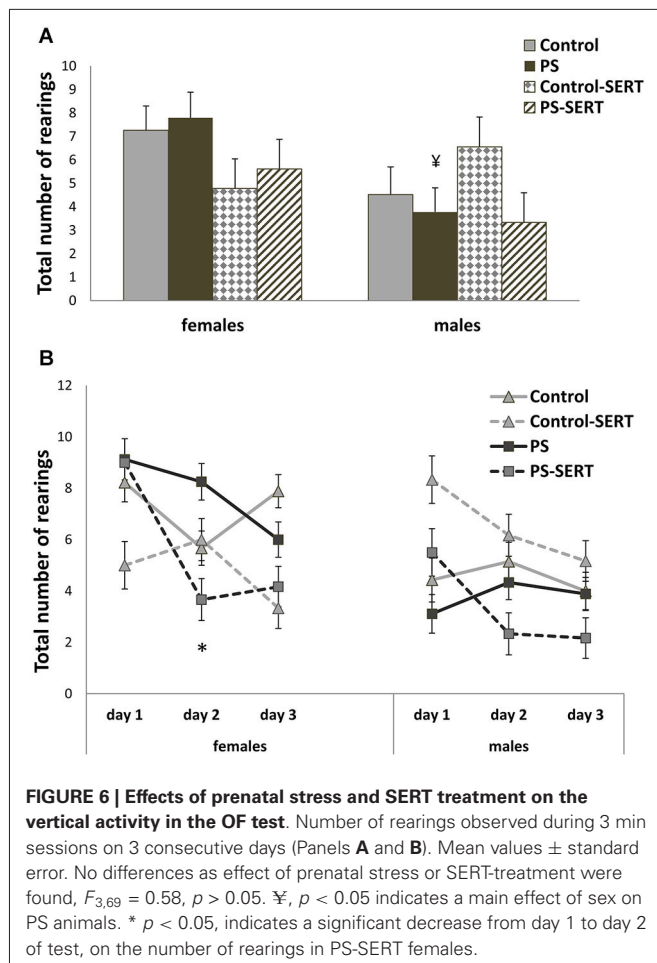 A
Control
PS
Control-SERT
PS-SERT
Total number of rearings
10
9
8
7
6
5
4
3
2
1
0
¥
females
males
B
Control
Control-SERT
PS
PS-SERT
Total number of rearings
12
10
8
6
4
2
0
*
day 1 day 2 day 3 day 1 day 2 day 3
females males
FIGURE 6 | Effects of prenatal stress and SERT treatment on the
vertical activity in the OF test. Number of rearings observed during 3 min
sessions on 3 consecutive days (Panels A and B). Mean values ± standard
error. No differences as effect of prenatal stress or SERT-treatment were
found, F3,69 = 0.58, p > 0.05. ¥, p < 0.05 indicates a main effect of sex on
PS animals. * p < 0.05, indicates a significant decrease from day 1 to day 2
of test, on the number of rearings in PS-SERT females.